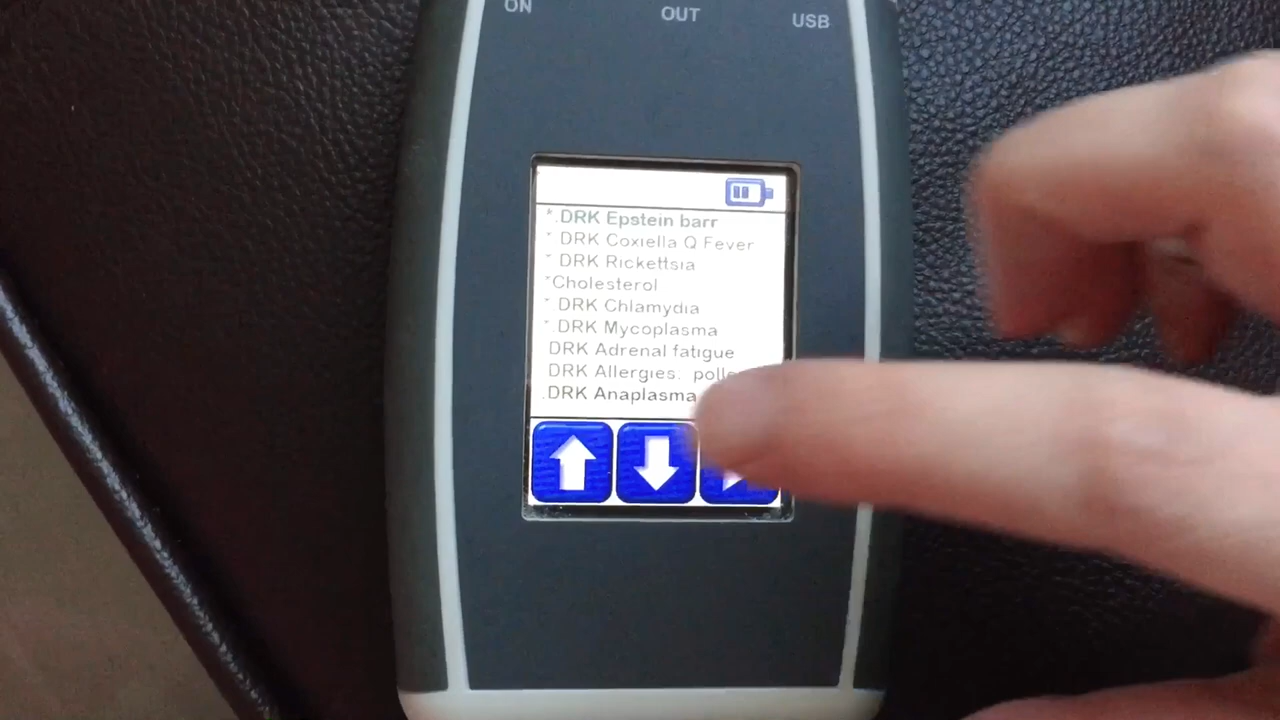 ON OUT USB
*.DRK Epstein barr
* DRK Coxiella Q Fever
* DRK Rickettsia
*Cholesterol
* DRK Chlamydia
*.DRK Mycoplasma
DRK Adrenal fatigue
DRK Allergies: 
.DRK Anaplasma